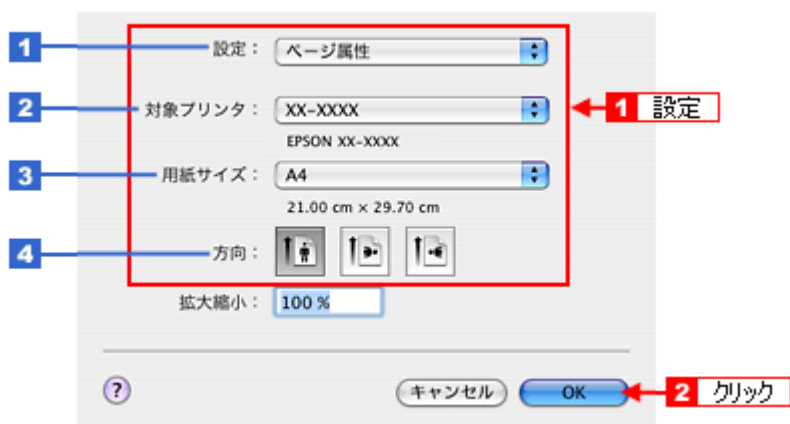 1 設定： ページ属性
2 対象プリンタ： XX-XXXX 1 設定
EPSON XX-XXXX
3 用紙サイズ： A4
21.00 cm × 29.70 cm
4 方向：
拡大縮小： 100 %
? キャンセル OK 2 クリック